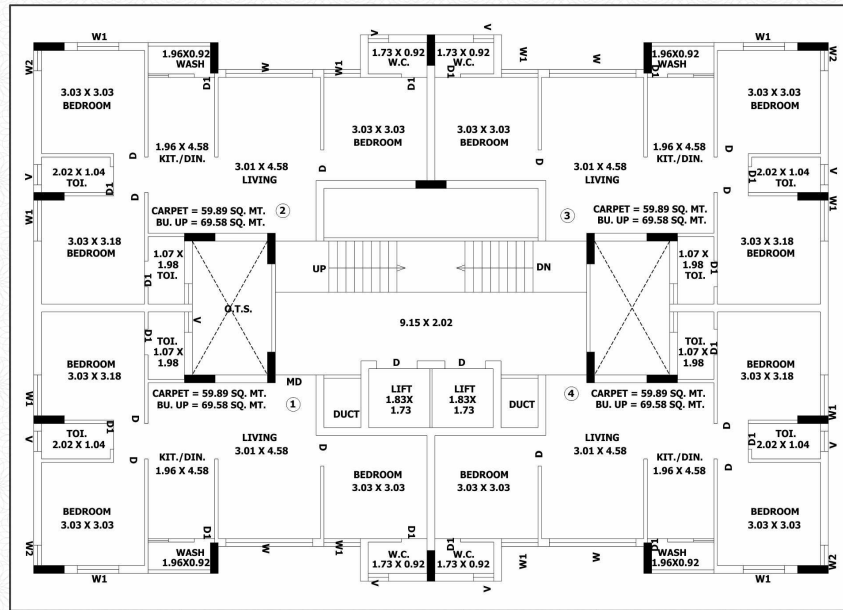 W1
W
W1
V
V
W1
W
W1
W2
1.96X0.92
WASH
D1
1.73 X 0.92
W.C.
D1
1.73 X 0.92
W.C.
D1
1.96X0.92
WASH
D1
W2
3.03 X 3.03
BEDROOM
1.96 X 4.58
KIT./DIN.
3.01 X 4.58
LIVING
3.03 X 3.03
BEDROOM
3.03 X 3.03
BEDROOM
3.01 X 4.58
LIVING
1.96 X 4.58
KIT./DIN.
3.03 X 3.03
BEDROOM
D
D
D
D
V
2.02 X 1.04
TOI.
D1
D
D
D1
2.02 X 1.04
TOI.
V
W1
CARPET = 59.89 SQ. MT.
BU. UP = 69.58 SQ. MT.
2
3
CARPET = 59.89 SQ. MT.
BU. UP = 69.58 SQ. MT.
W1
3.03 X 3.18
BEDROOM
D1
1.07 X
1.98
TOI.
UP
DN
1.07 X
1.98
TOI.
D1
3.03 X 3.18
BEDROOM
O.T.S.
V
9.15 X 2.02
BEDROOM
3.03 X 3.18
D1
TOI.
1.07 X
1.98
TOI.
1.07 X
1.98
D1
BEDROOM
3.03 X 3.18
D
D
MD
LIFT
1.83X
1.73
LIFT
1.83X
1.73
W1
CARPET = 59.89 SQ. MT.
BU. UP = 69.58 SQ. MT.
1
DUCT
DUCT
4
CARPET = 59.89 SQ. MT.
BU. UP = 69.58 SQ. MT.
W1
V
TOI.
2.02 X 1.04
D1
D
D
D1
TOI.
2.02 X 1.04
V
LIVING
3.01 X 4.58
D
D
LIVING
3.01 X 4.58
D
KIT./DIN.
1.96 X 4.58
KIT./DIN.
1.96 X 4.58
D
BEDROOM
3.03 X 3.03
BEDROOM
3.03 X 3.03
BEDROOM
3.03 X 3.03
BEDROOM
3.03 X 3.03
W2
D1
WASH
1.96X0.92
W
W1
D1
W.C.
1.73 X 0.92
D1
W.C.
1.73 X 0.92
W1
W
D1
WASH
1.96X0.92
W2
W1
V
V
W1